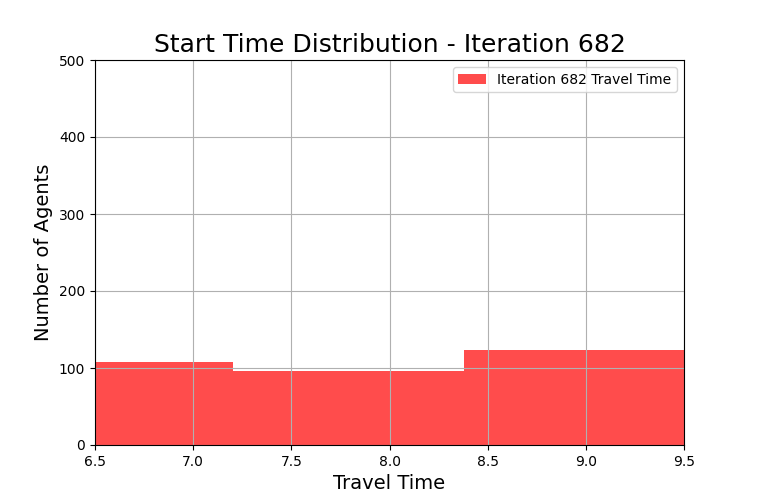 Start Time Distribution - Iteration 682
Iteration 682 Travel Time
Number of Agents
500
400
300
200
100
0
6.5 7.0 7.5 8.0 8.5 9.0 9.5
Travel Time